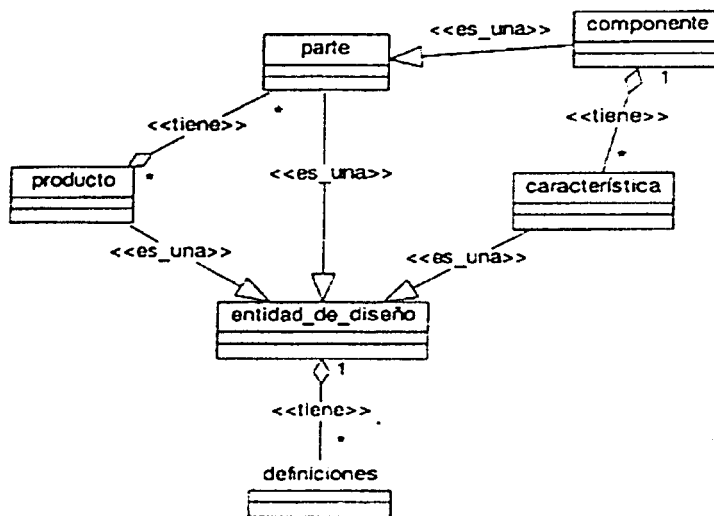 <<es_una>>
componente
parte
1
<<tiene>>
*
<<tiene>>
*
producto
*
<<es_una>>
característica
<<es_una>>
<<es_una>>
entidad_de_diseño
1
<<tiene>>
*
definiciones